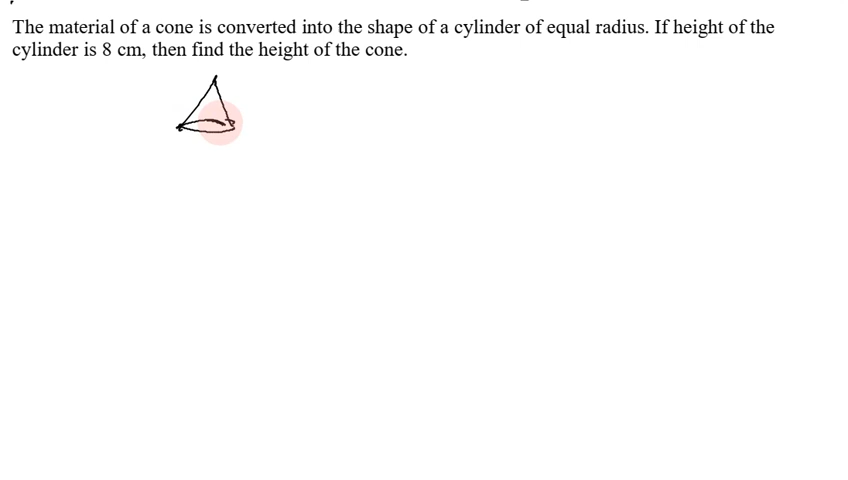 The material of a cone is converted into the shape of a cylinder of equal radius. If height of the
cylinder is 8 cm, then find the height of the cone.